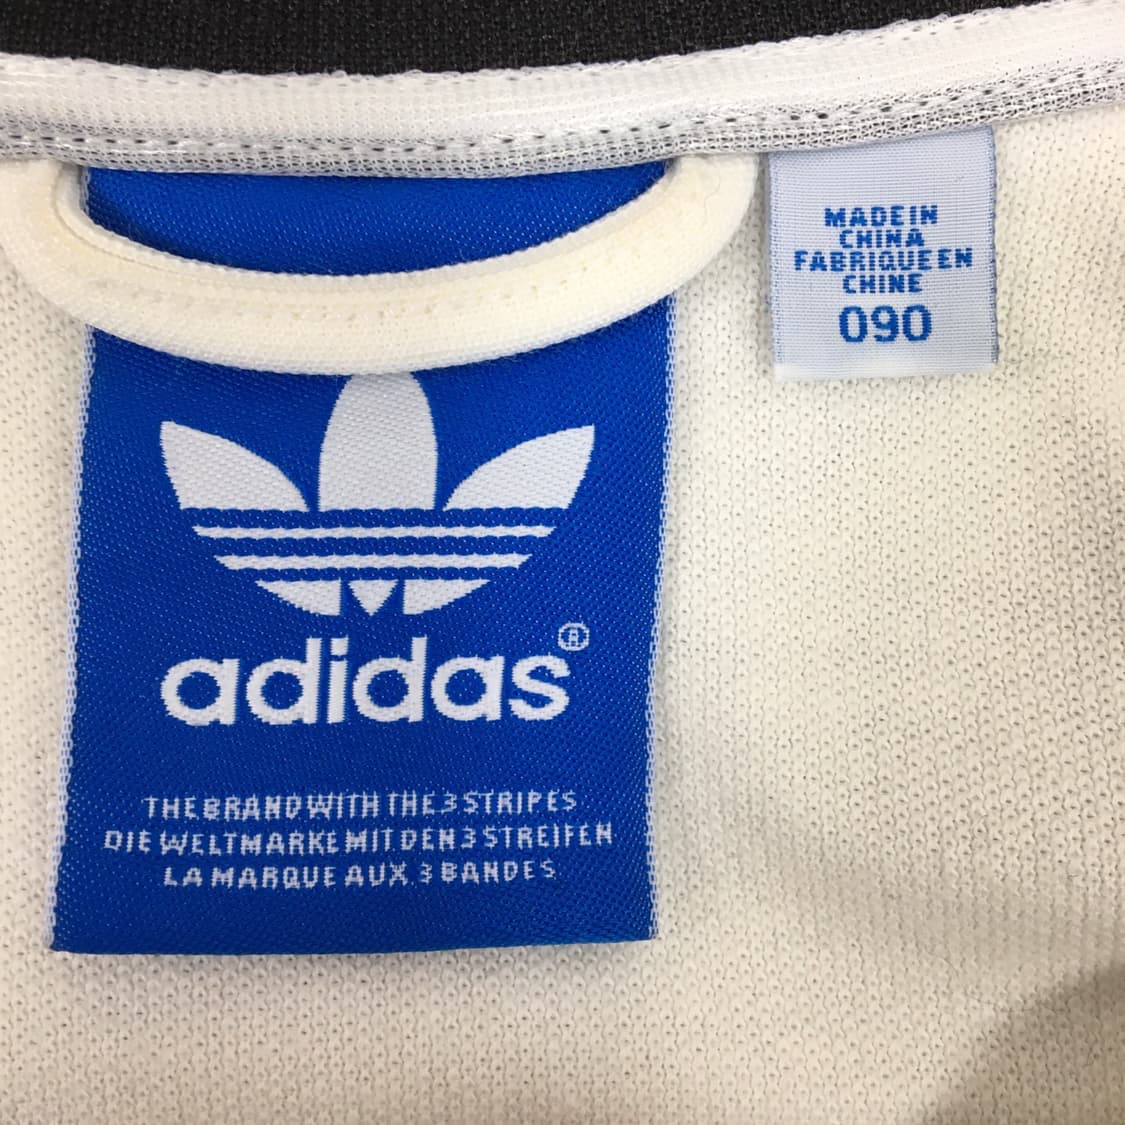 MADE IN
CHINA
FABRIQUE EN
CHINE
090
adidas®
THE BRAND WITH THE 3 STRIPES
DIE WELTMARKE MIT DEN 3 STREIFEN
LA MARQUE AUX 3 BANDES